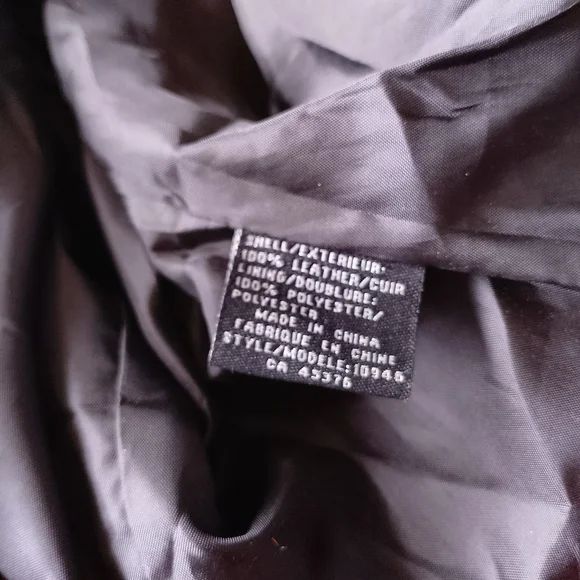 SHELL/EXTERIEUR:
100% LEATHER/CUIR
LINING/DOUBLURE:
100% POLYESTER/
POLYESTER
MADE IN CHINA
FABRIQUE EN CHINE
STYLE/MODELE:10946
CA 45376